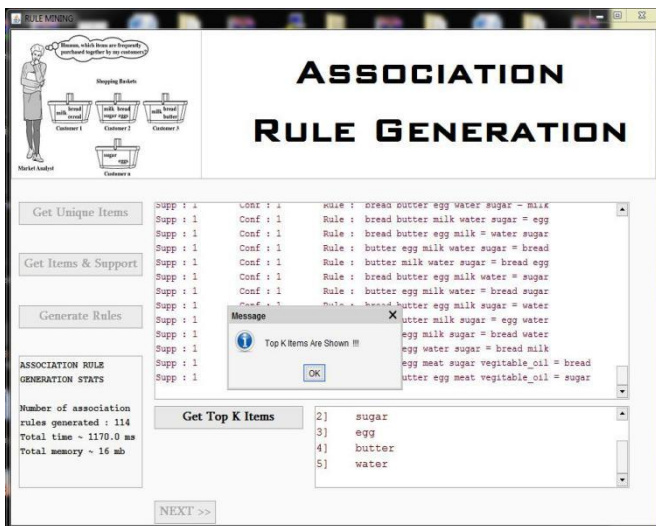 RULE MINING
Hmmm, which items are frequently
purchased together by my customers?
Shopping Baskets
milk bread
cereal
milk bread
sugar eggs
milk bread
butter
Customer 1
Customer 2
Customer 3
sugar
eggs
Market Analyst
Customer n
ASSOCIATION
RULE GENERATION
Get Unique Items
Get Items & Support
Generate Rules
Supp : 1 Conf : 1 Rule : bread butter egg water sugar = milk
Supp : 1 Conf : 1 Rule : bread butter milk water sugar = egg
Supp : 1 Conf : 1 Rule : bread egg milk = water sugar
Supp : 1 Conf : 1 Rule : butter egg milk water sugar = bread
Supp : 1 Conf : 1 Rule : butter milk water sugar = bread egg
Supp : 1 Conf : 1 Rule : bread butter egg milk water = sugar
Supp : 1 Conf : 1 Rule : butter egg milk water = bread sugar
Supp : 1 Conf : 1 Rule : bread butter egg milk sugar = water
Supp : 1 utter milk sugar = egg water
Supp : 1 egg milk sugar = bread water
Supp : 1 egg water sugar = bread milk
Supp : 1 egg meat sugar vegitable_oil = bread
Supp : 1 utter egg meat vegitable_oil = sugar
Message X
Top K Items Are Shown !!!
OK
ASSOCIATION RULE
GENERATION STATS
Number of association
rules generated : 114
Total time ~ 1170.0 ms
Total memory ~ 16 mb
Get Top K Items
2] sugar
3] egg
4] butter
5] water
NEXT >>